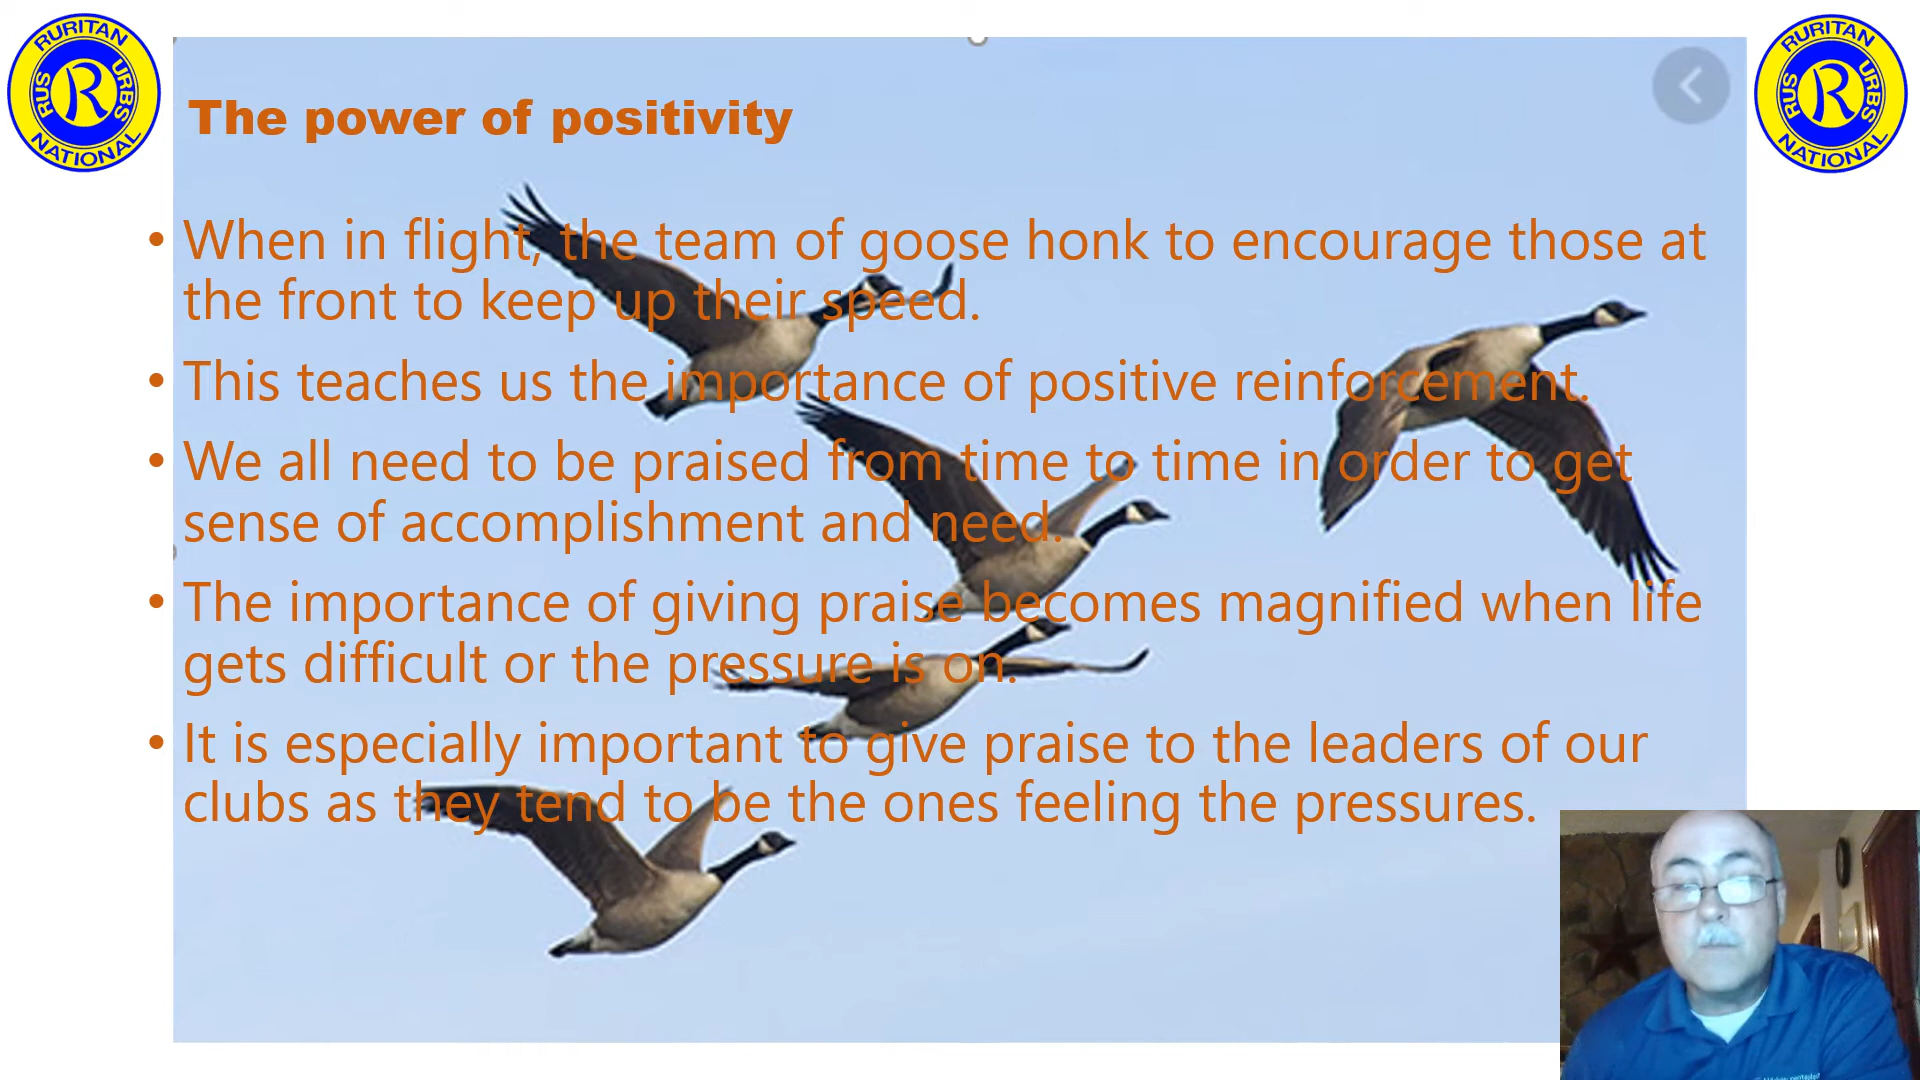 RURITAN
RUS
R
URBS
NATIONAL
RURITAN
RUS
R
URBS
NATIONAL
The power of positivity
• When in flight, the team of goose honk to encourage those at
the front to keep up their speed.
• This teaches us the importance of positive reinforcement.
• We all need to be praised from time to time in order to get
sense of accomplishment and need.
• The importance of giving praise becomes magnified when life
gets difficult or the pressure is on.
• It is especially important to give praise to the leaders of our
clubs as they tend to be the ones feeling the pressures.